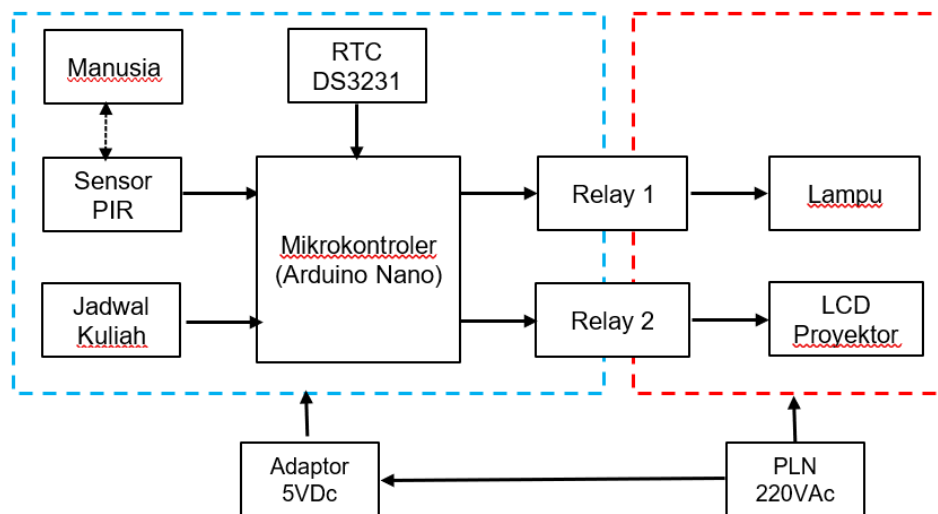 Manusia
RTC
DS3231
Sensor
PIR
Mikrokontroler
(Arduino Nano)
Relay 1
Lampu
Jadwal
Kuliah
Relay 2
LCD
Proyektor
Adaptor
5VDc
PLN
220VAc